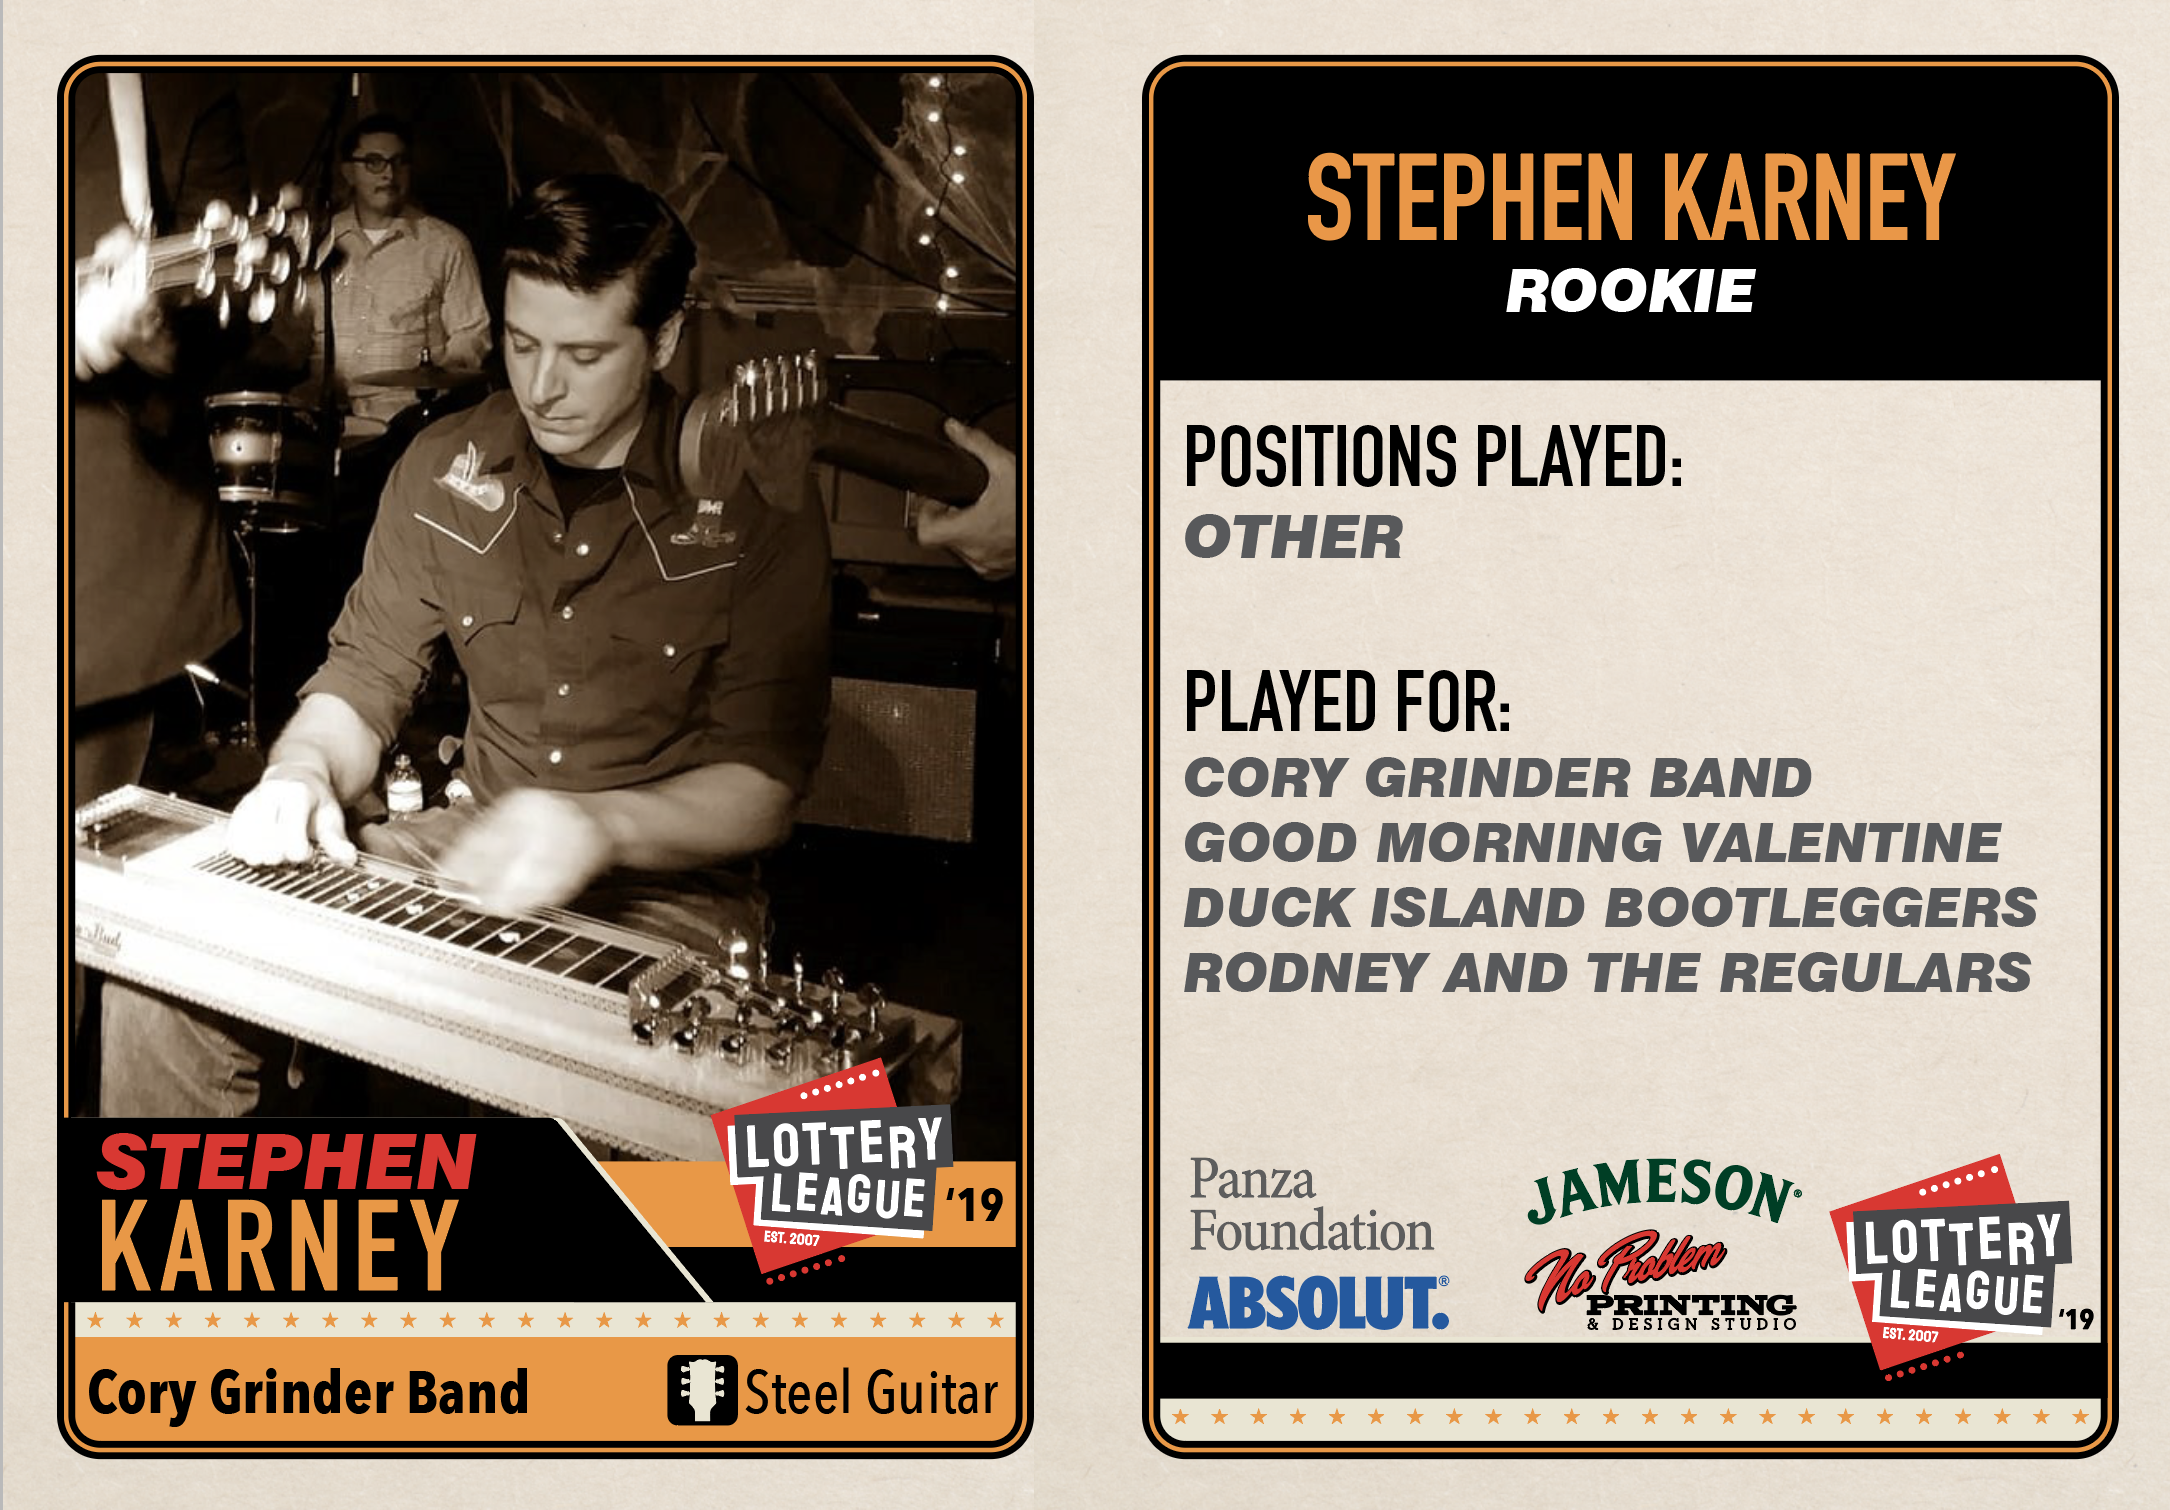 STEPHEN
KARNEY
LOTTERY
LEAGUE
EST. 2007
'19
Cory Grinder Band
Steel Guitar
STEPHEN KARNEY
ROOKIE
POSITIONS PLAYED:
OTHER
PLAYED FOR:
CORY GRINDER BAND
GOOD MORNING VALENTINE
DUCK ISLAND BOOTLEGGERS
RODNEY AND THE REGULARS
Panza
Foundation
ABSOLUT.®
JAMESON®
No Problem
PRINTING
& DESIGN STUDIO
LOTTERY
LEAGUE
EST. 2007
'19